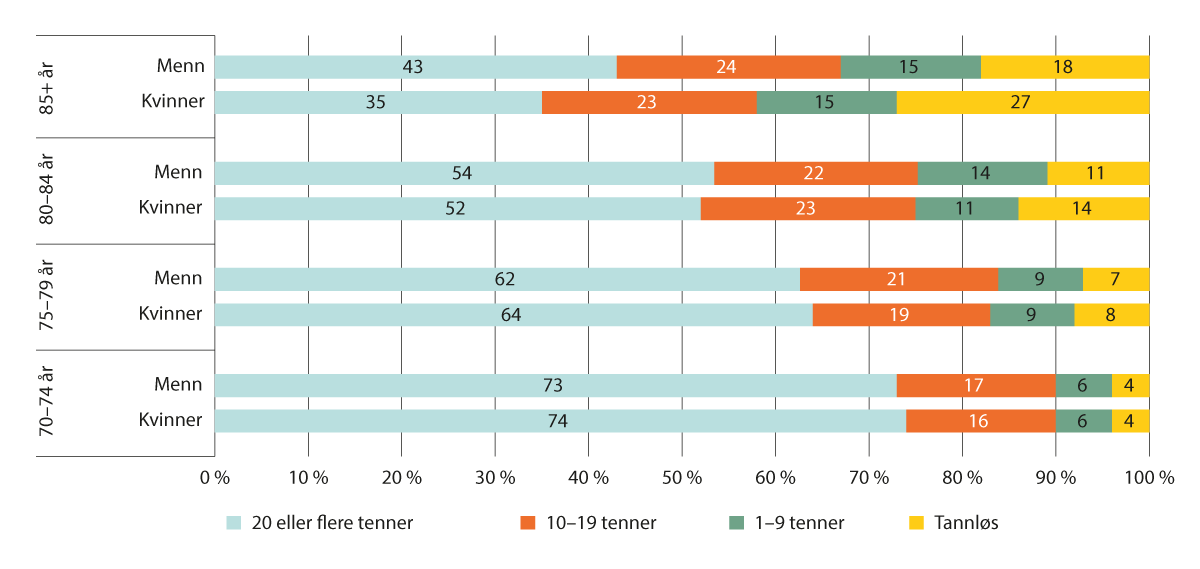 85+ år
Menn 43 24 15 18
Kvinner 35 23 15 27
80–84 år
Menn 54 22 14 11
Kvinner 52 23 11 14
75–79 år
Menn 62 21 9 7
Kvinner 64 19 9 8
70–74 år
Menn 73 17 6 4
Kvinner 74 16 6 4
0 % 10 % 20 % 30 % 40 % 50 % 60 % 70 % 80 % 90 % 100 %
20 eller flere tenner 10–19 tenner 1–9 tenner Tannløs